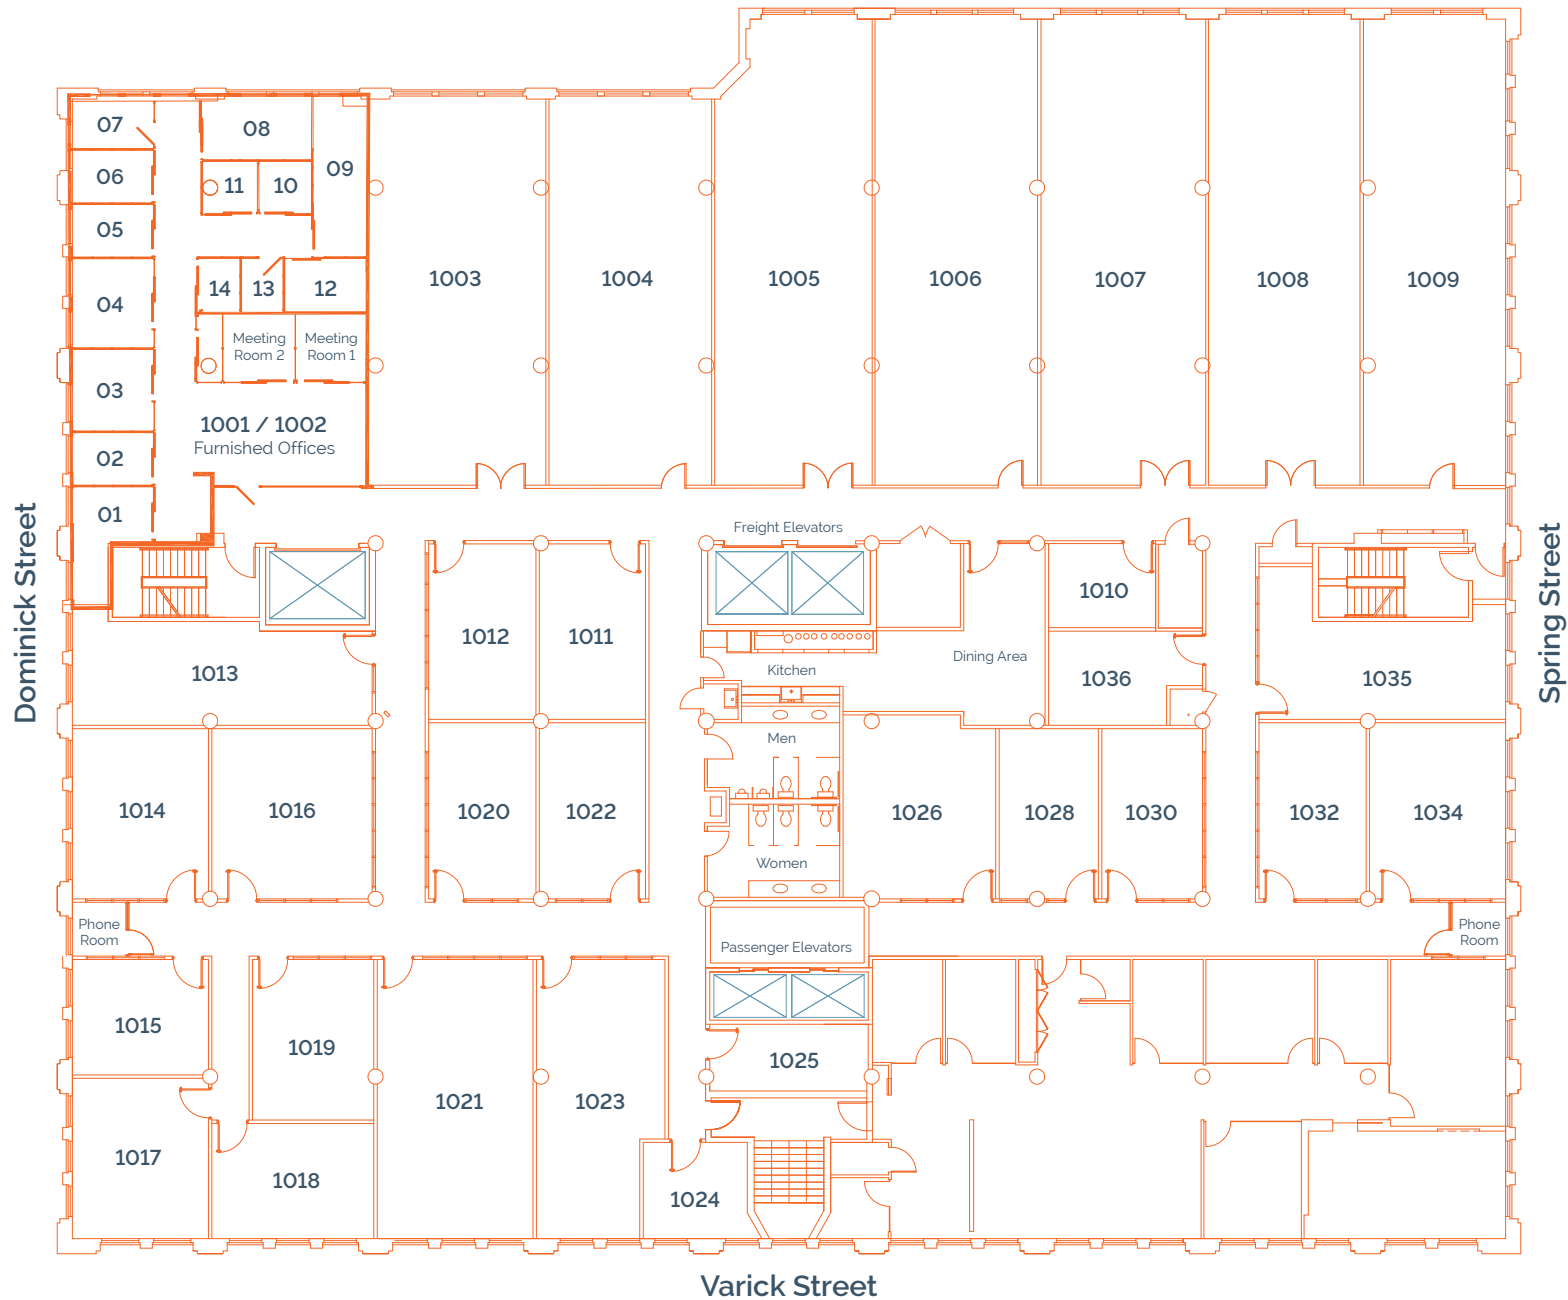 07
08
09
06
11
10
05
04
14
13
12
Meeting
Room 2
Meeting
Room 1
03
1001 / 1002
Furnished Offices
02
01
1003
1004
1005
1006
1007
1008
1009
Dominick Street
Spring Street
Freight Elevators
1010
1012
1011
Kitchen
Dining Area
1013
1036
1035
Men
1014
1016
1020
1022
1026
1028
1030
1032
1034
Women
Phone
Room
Passenger Elevators
Phone
Room
1015
1019
1025
1021
1023
1017
1018
1024
Varick Street